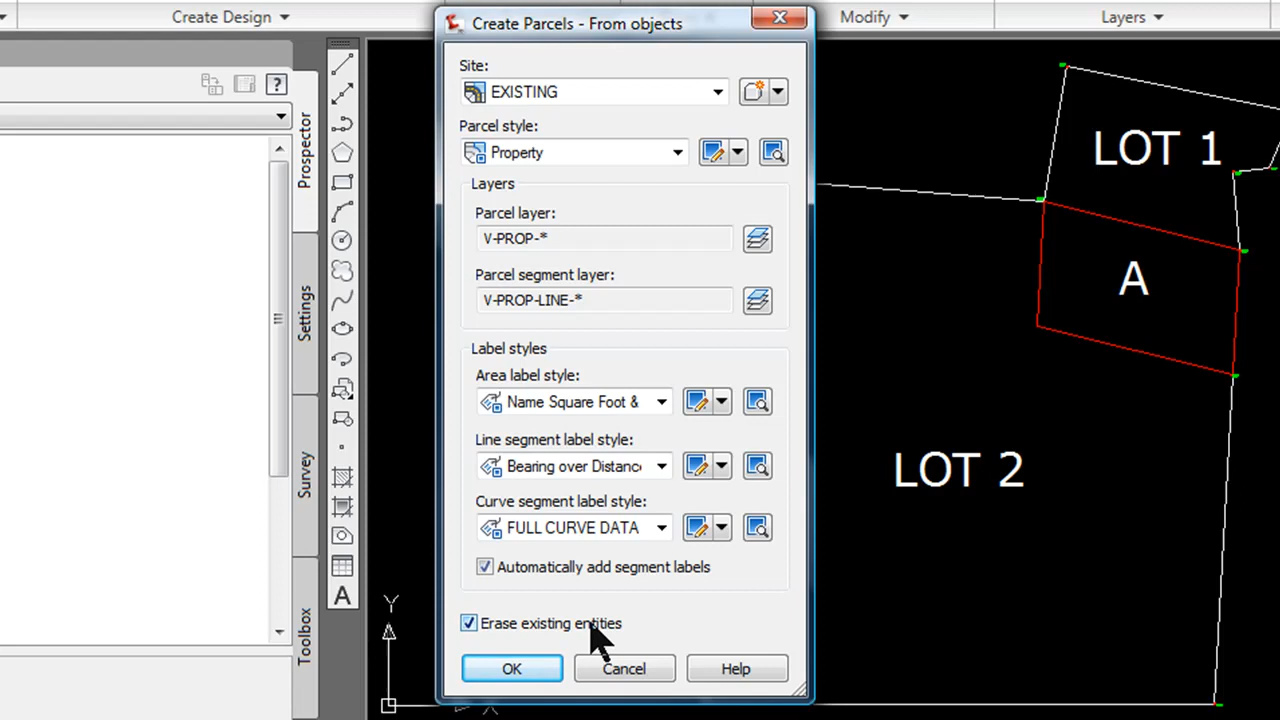 Create Design
Modify
Layers
Create Parcels - From objects
Site:
EXISTING
Parcel style:
Property
Layers
Parcel layer:
V-PROP-*
Parcel segment layer:
V-PROP-LINE-*
Label styles
Area label style:
Name Square Foot &
Line segment label style:
Bearing over Distanc
Curve segment label style:
FULL CURVE DATA
Automatically add segment labels
Erase existing entities
OK
Cancel
Help
Prospector
Settings
Survey
Toolbox
A
?
Y
X
LOT 1
A
LOT 2